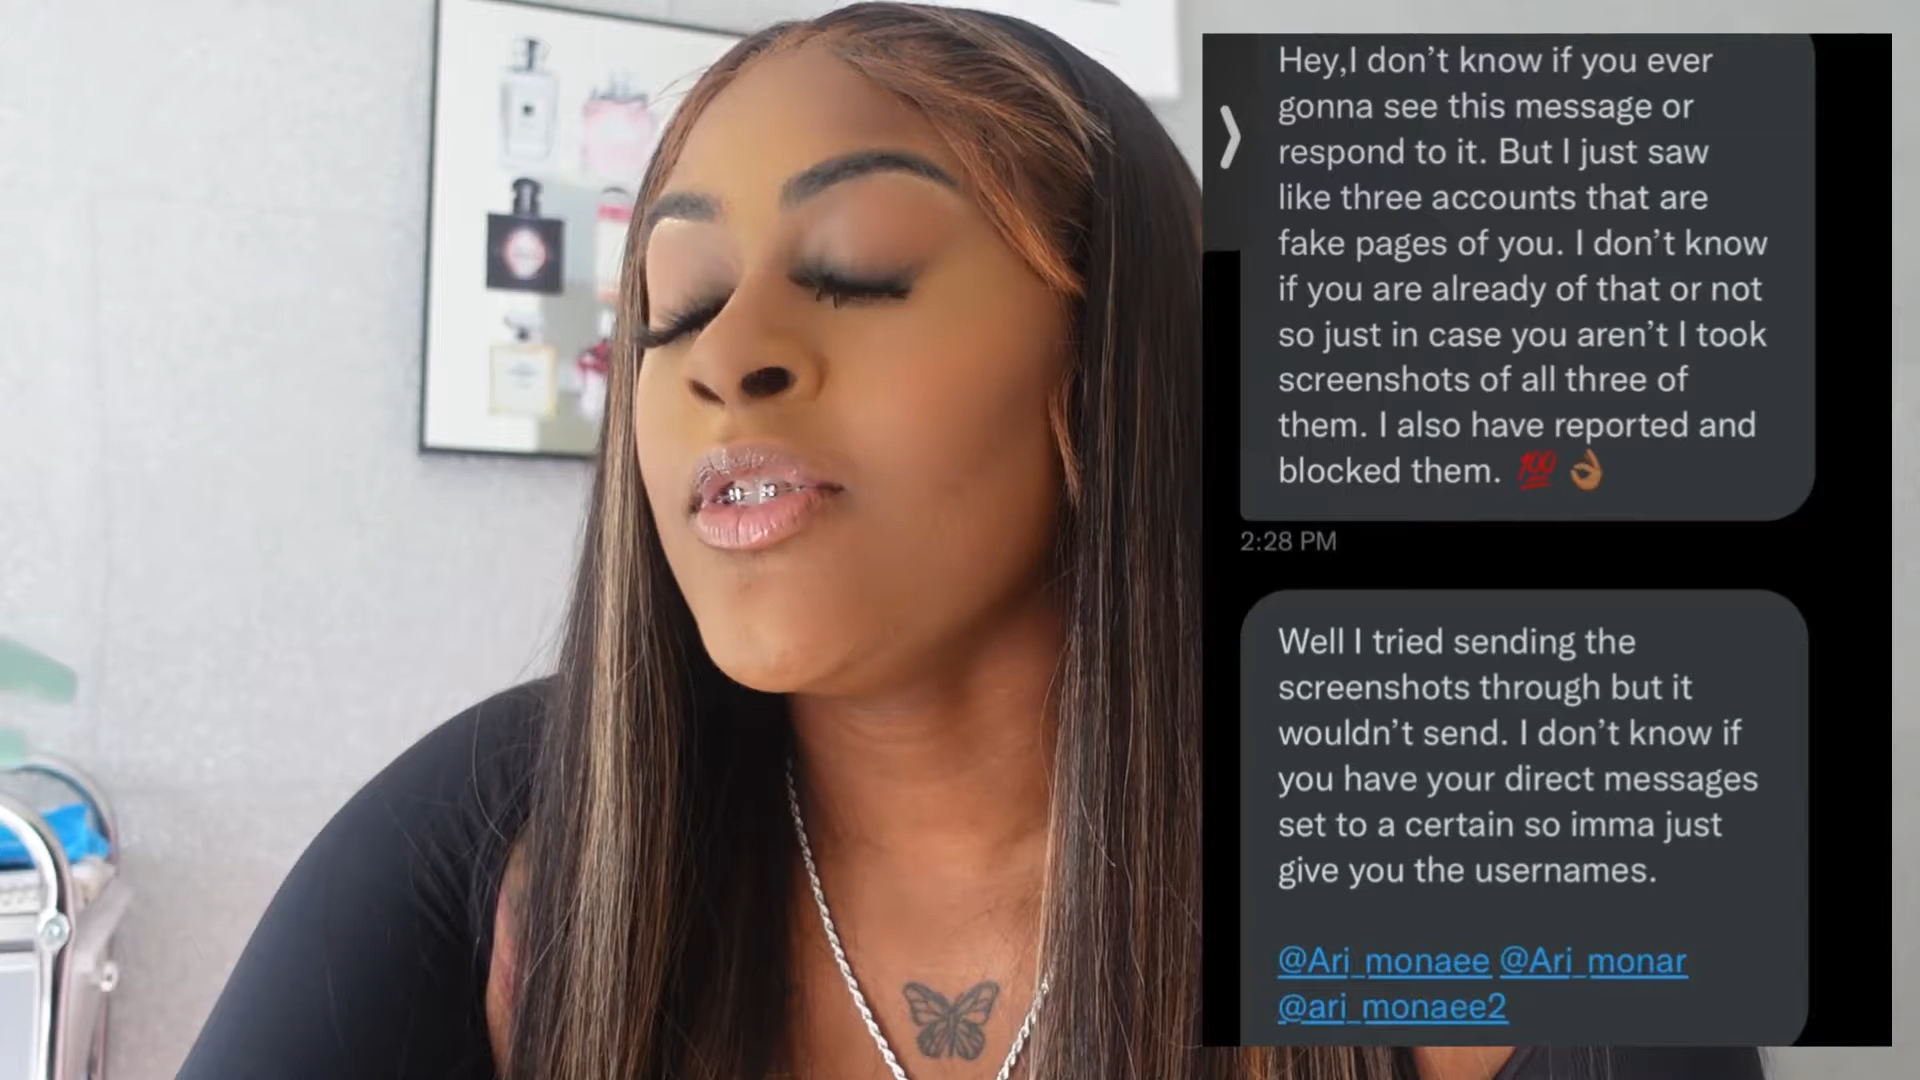 Hey,I don’t know if you ever
gonna see this message or
respond to it. But I just saw
like three accounts that are
fake pages of you. I don’t know
if you are already of that or not
so just in case you aren’t I took
screenshots of all three of
them. I also have reported and
blocked them. 💯👌🏾
2:28 PM
Well I tried sending the
screenshots through but it
wouldn’t send. I don’t know if
you have your direct messages
set to a certain so imma just
give you the usernames.
@Ari_monaee @Ari_monar
@ari_monaee2